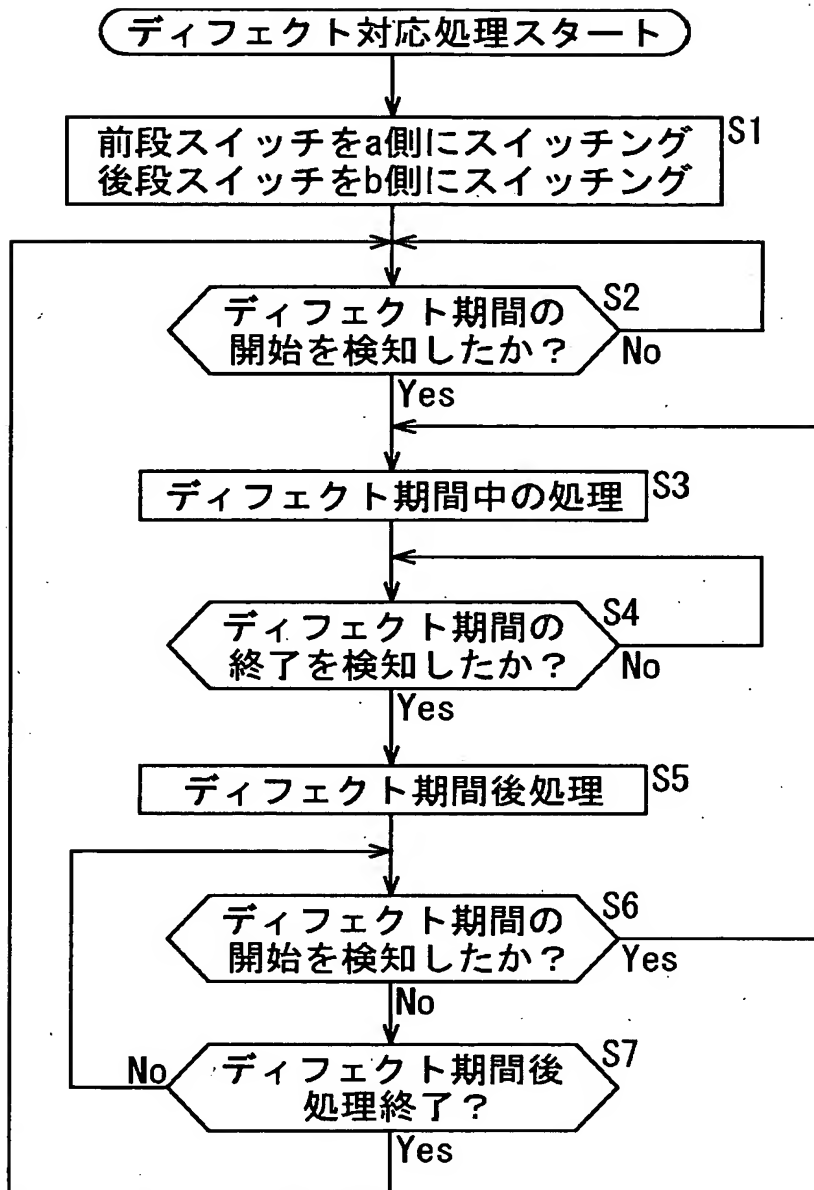 ディフェクト対応処理スタート
S1
前段スイッチをa側にスイッチング
後段スイッチをb側にスイッチング
S2
ディフェクト期間の
開始を検知したか？
No
Yes
ディフェクト期間中の処理
S3
S4
ディフェクト期間の
終了を検知したか？
No
Yes
ディフェクト期間後処理
S5
S6
ディフェクト期間の
開始を検知したか？
Yes
No
S7
No
ディフェクト期間後
処理終了？
Yes